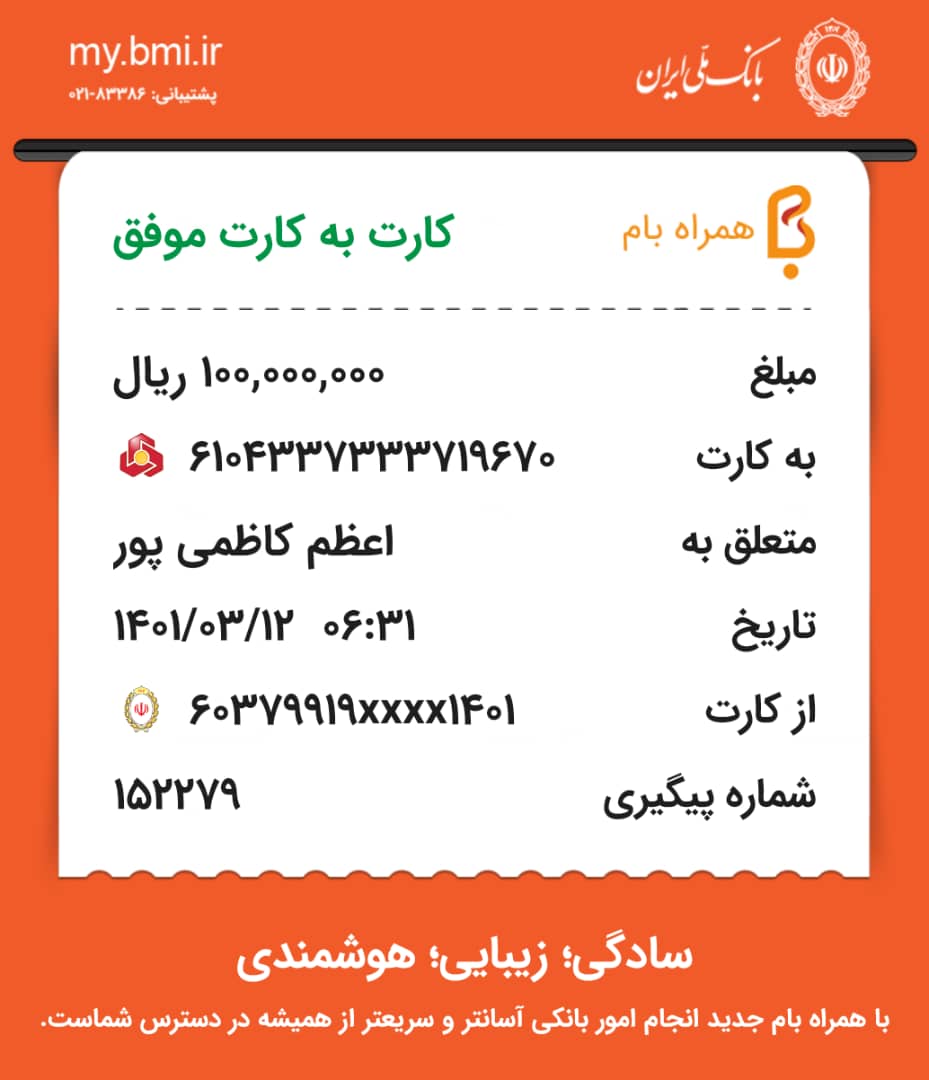 بانک ملّی ایران
my.bmi.ir
پشتیبانی: ۸۳۳۸۶-۰۲۱
همراه بام
کارت به کارت موفق
مبلغ ۱۰۰,۰۰۰,۰۰۰ ریال
به کارت ۶۱۰۴۳۳۷۳۳۳۷۱۹۶۷۰
متعلق به اعظم کاظمی پور
تاریخ ۱۴۰۱/۰۳/۱۲ ۰۶:۳۱
از کارت ۶۰۳۷۹۹۱۹xxxx۱۴۰۱
شماره پیگیری ۱۵۲۲۷۹
سادگی؛ زیبایی؛ هوشمندی
با همراه بام جدید انجام امور بانکی آسانتر و سریعتر از همیشه در دسترس شماست.